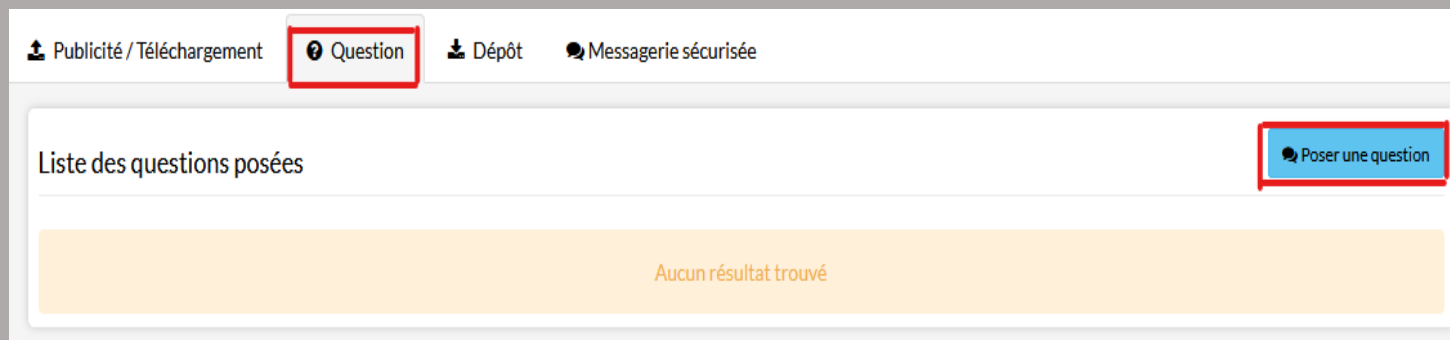 Publicité / Téléchargement Question Dépôt Messagerie sécurisée
Liste des questions posées Poser une question
Aucun résultat trouvé